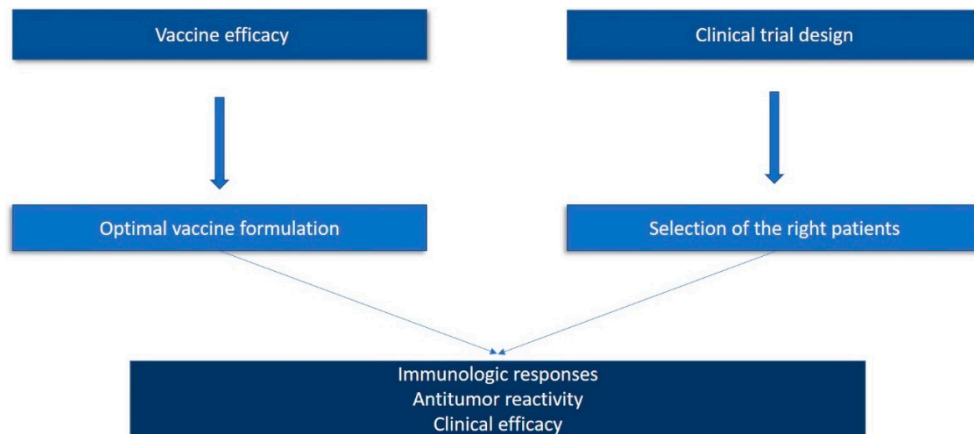 Vaccine efficacy
Clinical trial design
Optimal vaccine formulation
Selection of the right patients
Immunologic responses
Antitumor reactivity
Clinical efficacy